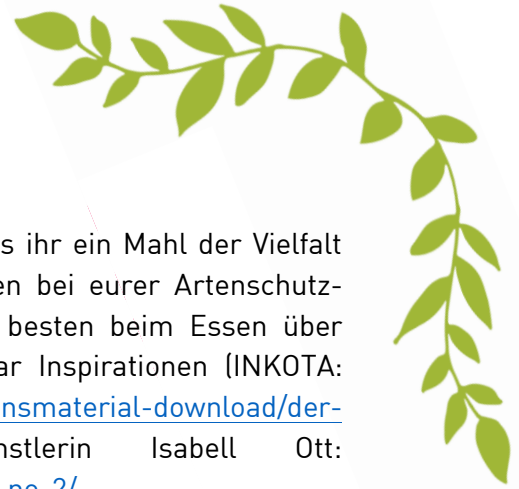 s ihr ein Mahl der Vielfalt
en bei eurer Artenschutz-
besten beim Essen über
ar Inspirationen (INKOTA:
nsmaterial-download/der-
nstlerin Isabell Ott: